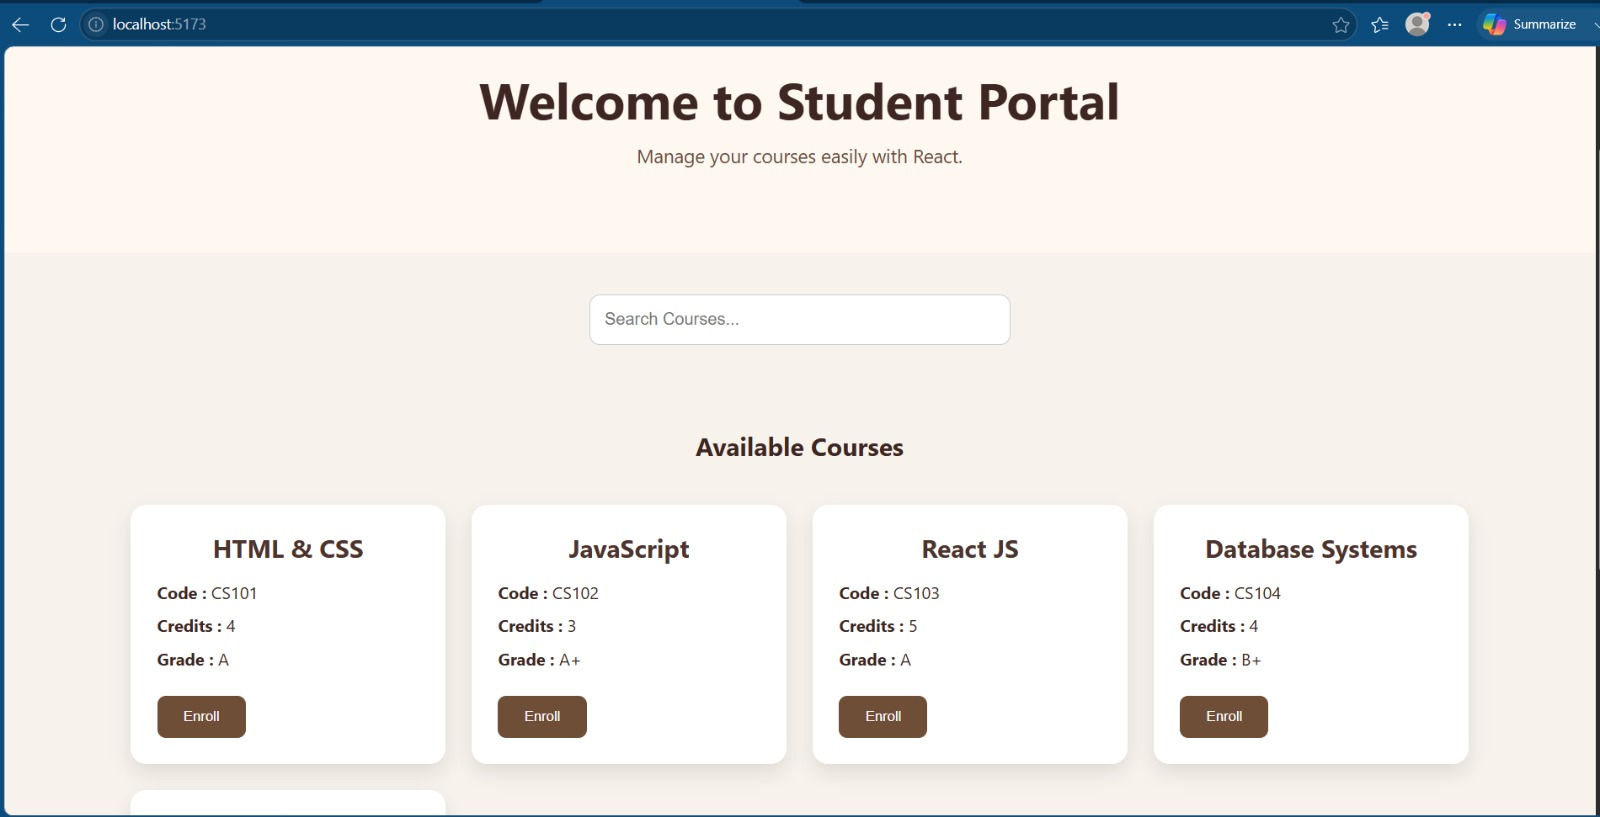 localhost:5173
Summarize
Welcome to Student Portal
Manage your courses easily with React.
Search Courses...
Available Courses
HTML & CSS
Code : CS101
Credits : 4
Grade : A
Enroll
JavaScript
Code : CS102
Credits : 3
Grade : A+
Enroll
React JS
Code : CS103
Credits : 5
Grade : A
Enroll
Database Systems
Code : CS104
Credits : 4
Grade : B+
Enroll